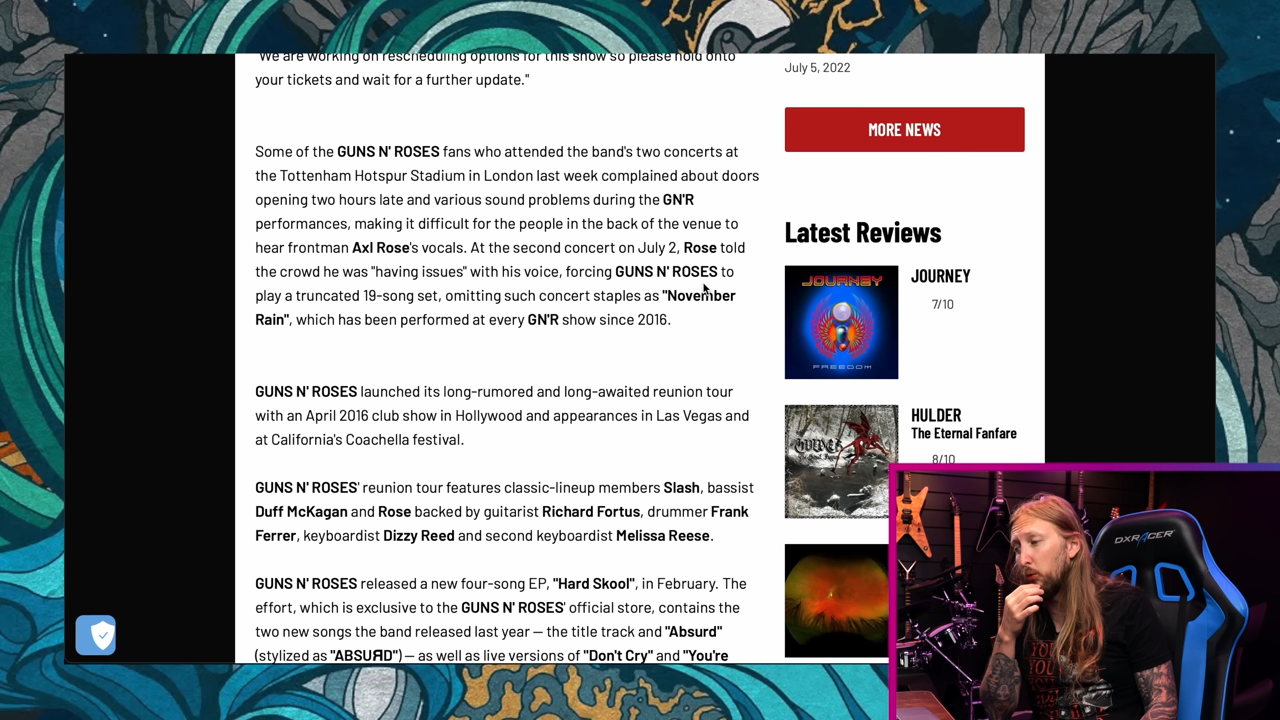 "We are working on rescheduling options for this show so please hold onto
your tickets and wait for a further update."
Some of the GUNS N' ROSES fans who attended the band's two concerts at
the Tottenham Hotspur Stadium in London last week complained about doors
opening two hours late and various sound problems during the GN'R
performances, making it difficult for the people in the back of the venue to
hear frontman Axl Rose's vocals. At the second concert on July 2, Rose told
the crowd he was "having issues" with his voice, forcing GUNS N' ROSES to
play a truncated 19-song set, omitting such concert staples as "November
Rain", which has been performed at every GN'R show since 2016.
GUNS N' ROSES launched its long-rumored and long-awaited reunion tour
with an April 2016 club show in Hollywood and appearances in Las Vegas and
at California's Coachella festival.
GUNS N' ROSES' reunion tour features classic-lineup members Slash, bassist
Duff McKagan and Rose backed by guitarist Richard Fortus, drummer Frank
Ferrer, keyboardist Dizzy Reed and second keyboardist Melissa Reese.
GUNS N' ROSES released a new four-song EP, "Hard Skool", in February. The
effort, which is exclusive to the GUNS N' ROSES' official store, contains the
two new songs the band released last year — the title track and "Absurd"
(stylized as "ABSUЯD") — as well as live versions of "Don't Cry" and "You're
July 5, 2022
MORE NEWS
Latest Reviews
JOURNEY
FREEDOM
JOURNEY
7/10
HULDER
HULDER
The Eternal Fanfare
8/10
DXRACER
YOU
YOU